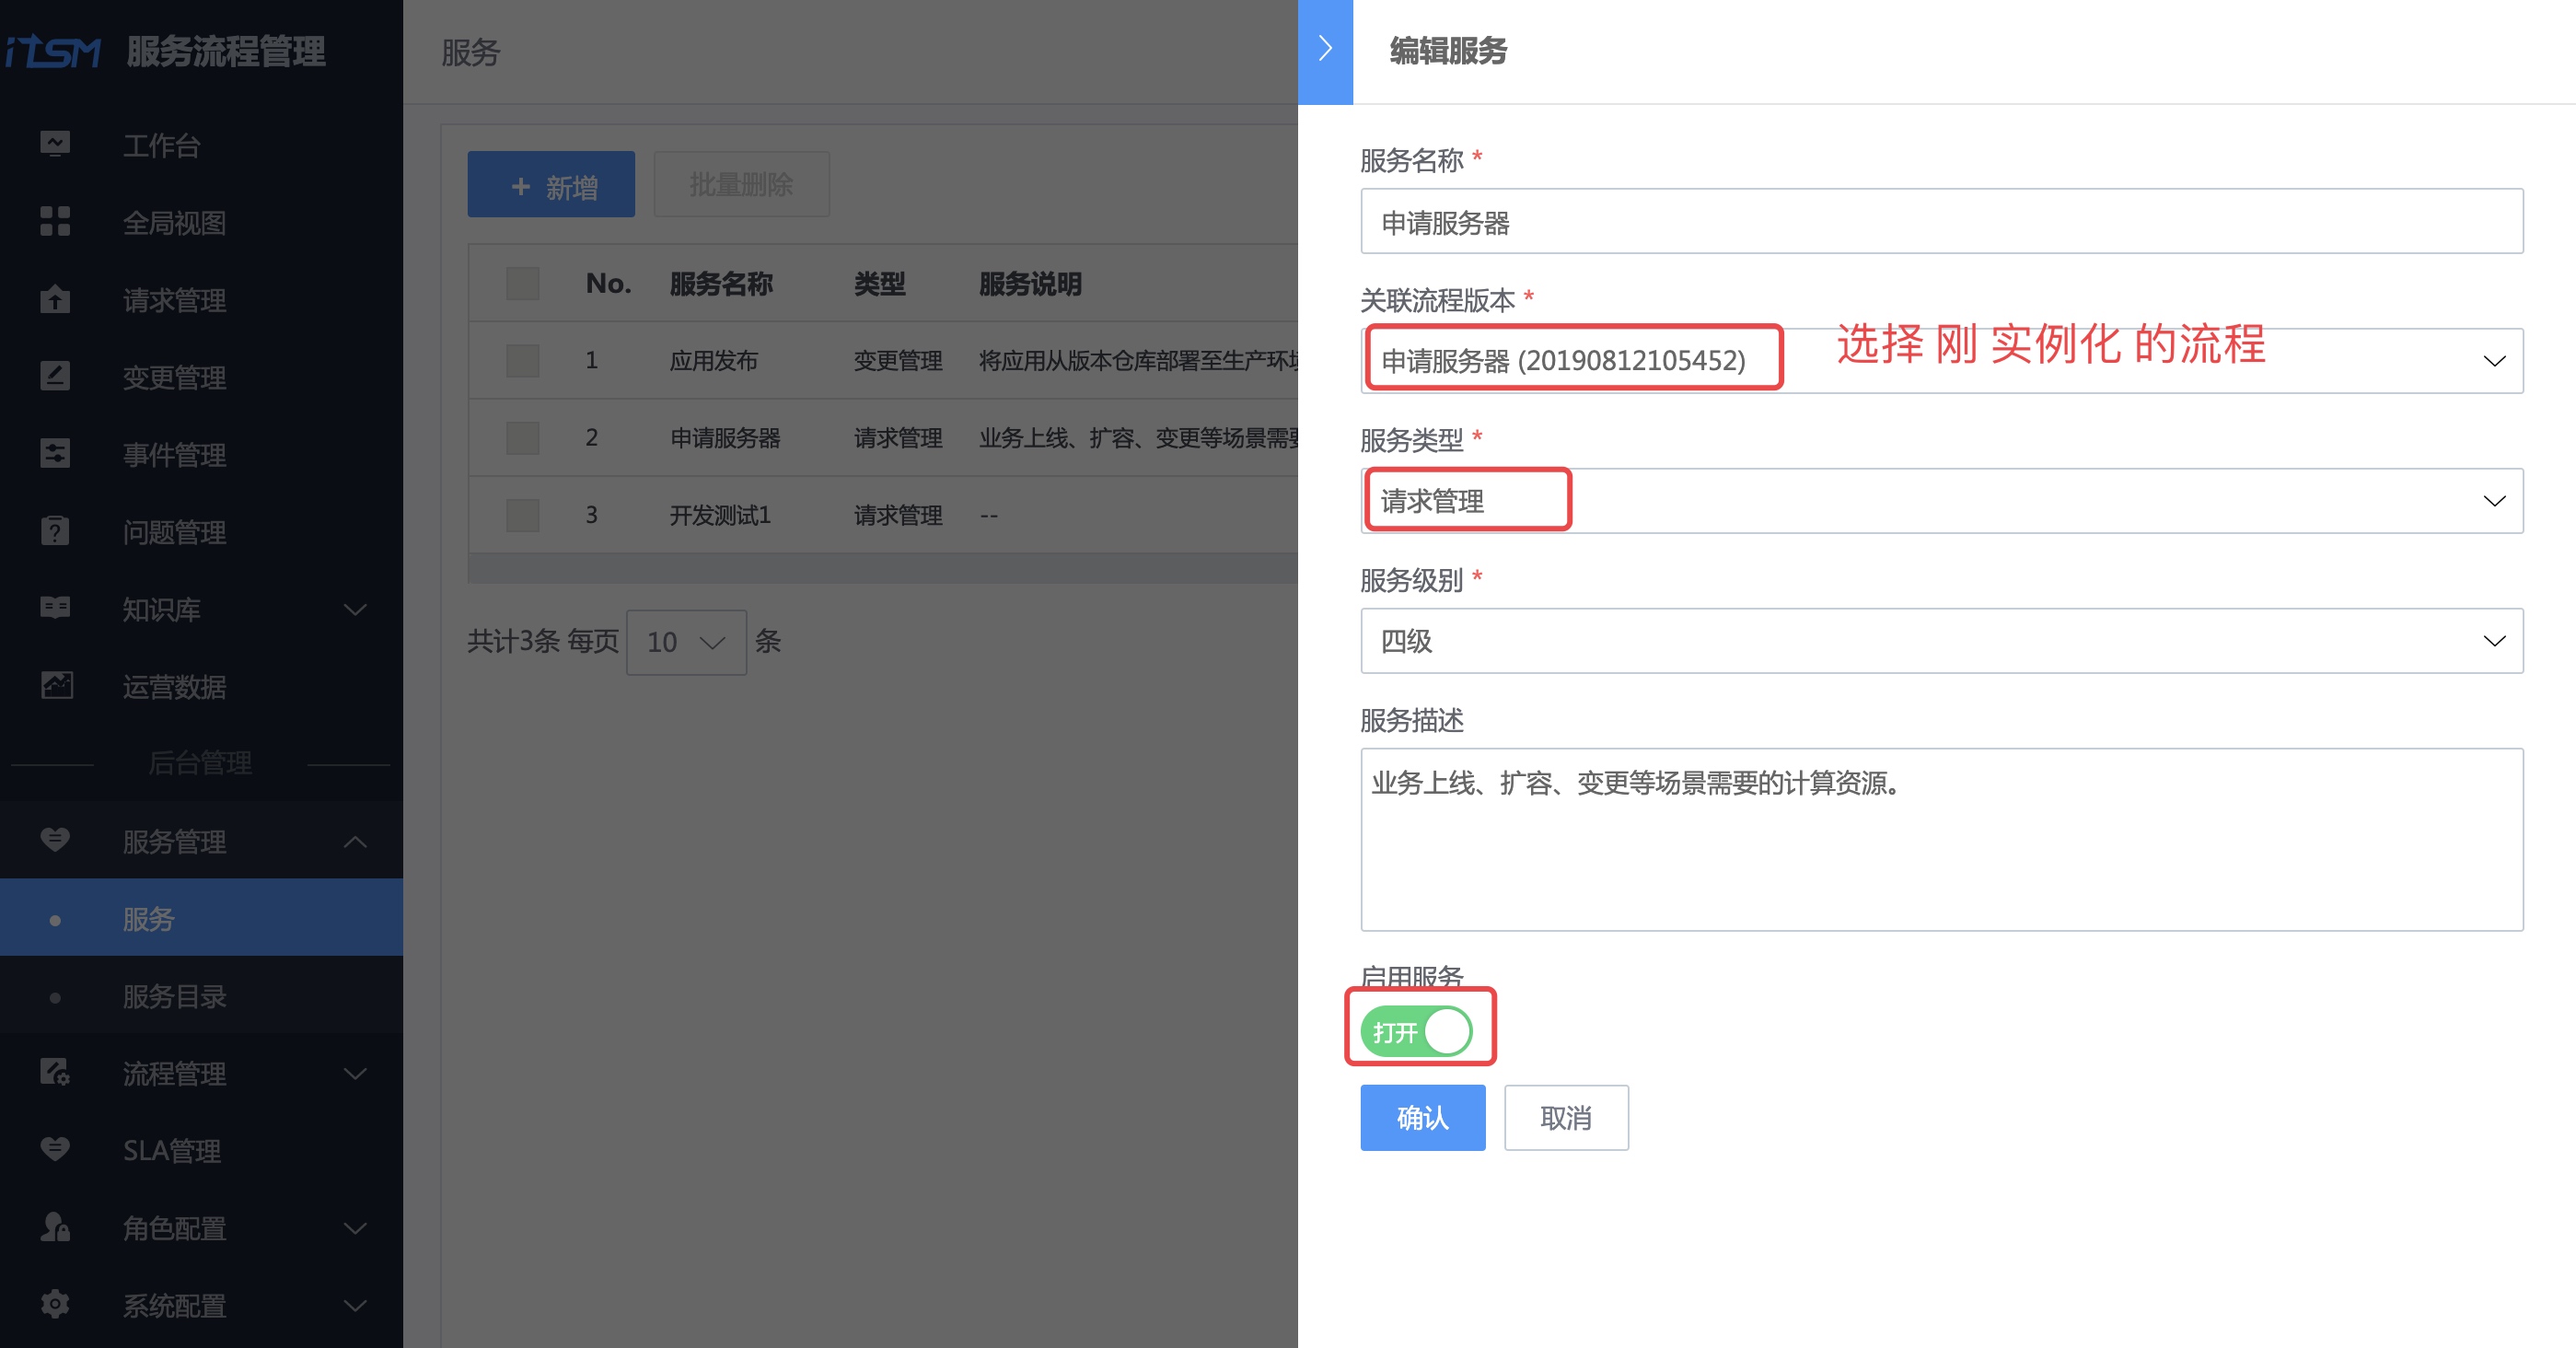 iTSM 服务流程管理
工作台
全局视图
请求管理
变更管理
事件管理
问题管理
知识库
运营数据
后台管理
服务管理
服务
服务目录
流程管理
SLA管理
角色配置
系统配置
服务
+ 新增 批量删除
No. 服务名称 类型 服务说明
1 应用发布 变更管理 将应用从版本仓库部署至生产环境
2 申请服务器 请求管理 业务上线、扩容、变更等场景需要
3 开发测试1 请求管理 --
共计3条 每页 10 条
编辑服务
服务名称 *
申请服务器
关联流程版本 *
申请服务器 (20190812105452)
选择 刚 实例化 的流程
服务类型 *
请求管理
服务级别 *
四级
服务描述
业务上线、扩容、变更等场景需要的计算资源。
启用服务
打开
确认 取消